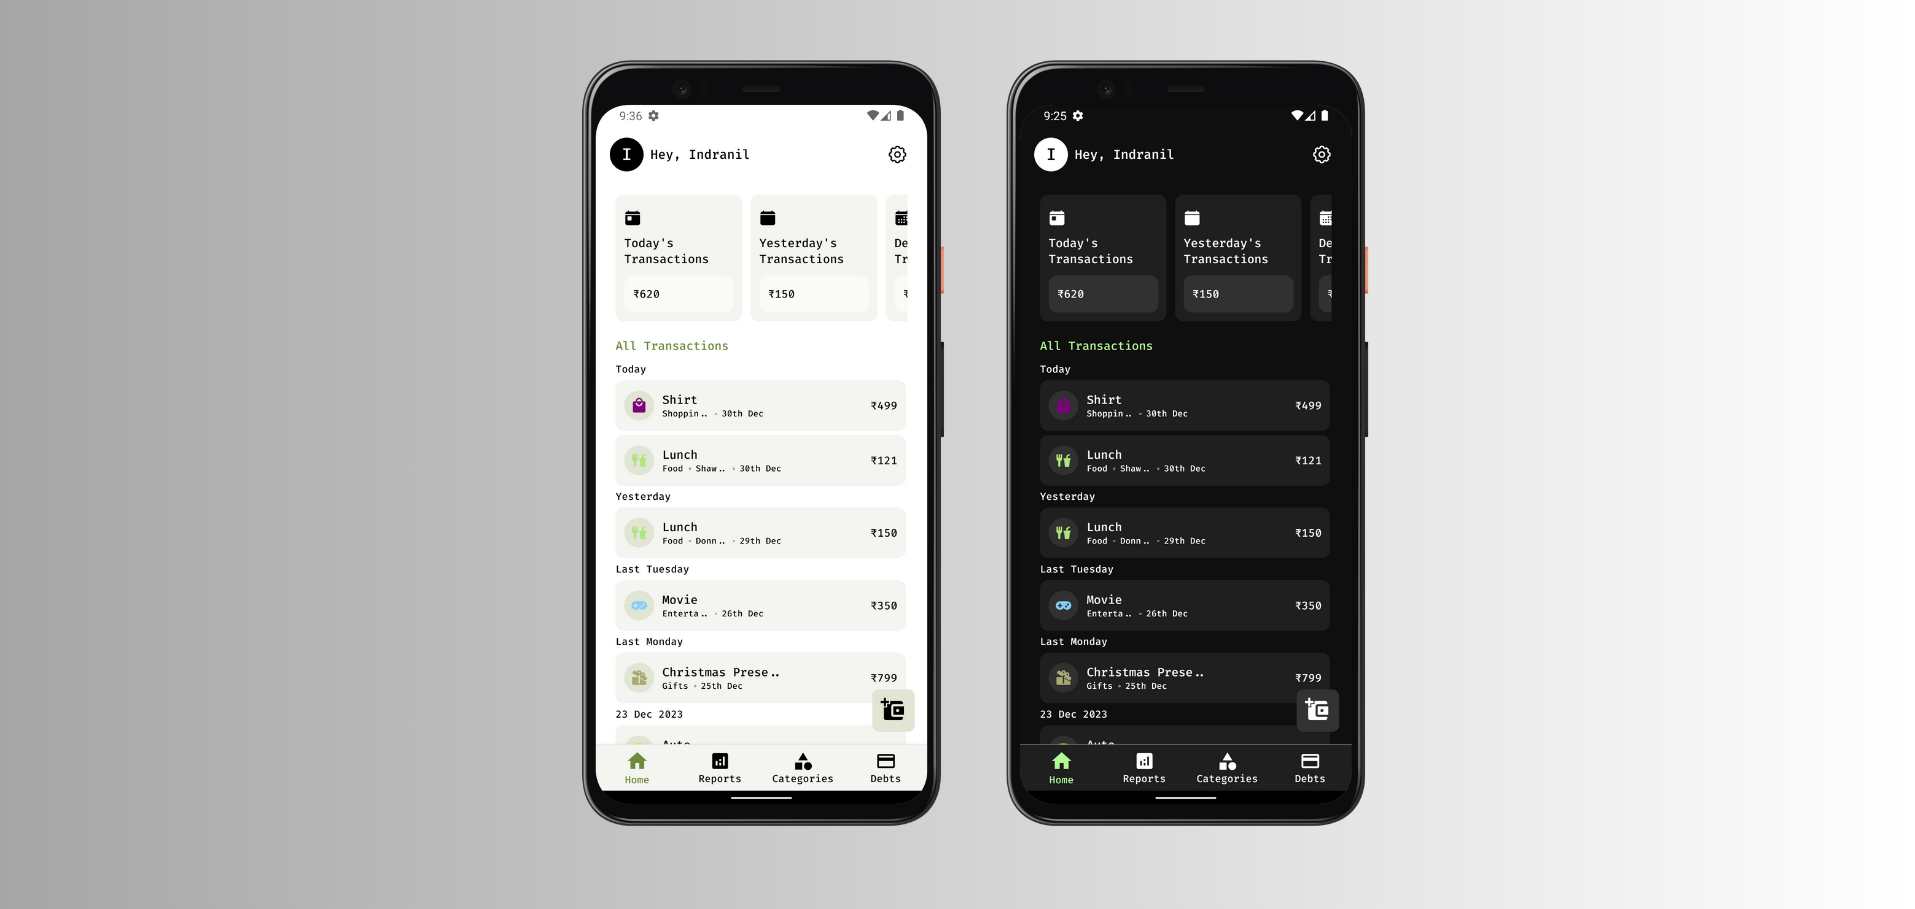 9:36
I Hey, Indranil
Today's
Transactions
₹620
Yesterday's
Transactions
₹150
De
Tr
₹
All Transactions
Today
Shirt
Shoppin.. • 30th Dec
₹499
Lunch
Food • Shaw.. • 30th Dec
₹121
Yesterday
Lunch
Food • Donn.. • 29th Dec
₹150
Last Tuesday
Movie
Enterta.. • 26th Dec
₹350
Last Monday
Christmas Prese..
Gifts • 25th Dec
₹799
23 Dec 2023
Auto
Home Reports Categories Debts
9:25
I Hey, Indranil
Today's
Transactions
₹620
Yesterday's
Transactions
₹150
De
Tr
₹
All Transactions
Today
Shirt
Shoppin.. • 30th Dec
₹499
Lunch
Food • Shaw.. • 30th Dec
₹121
Yesterday
Lunch
Food • Donn.. • 29th Dec
₹150
Last Tuesday
Movie
Enterta.. • 26th Dec
₹350
Last Monday
Christmas Prese..
Gifts • 25th Dec
₹799
23 Dec 2023
Auto
Home Reports Categories Debts